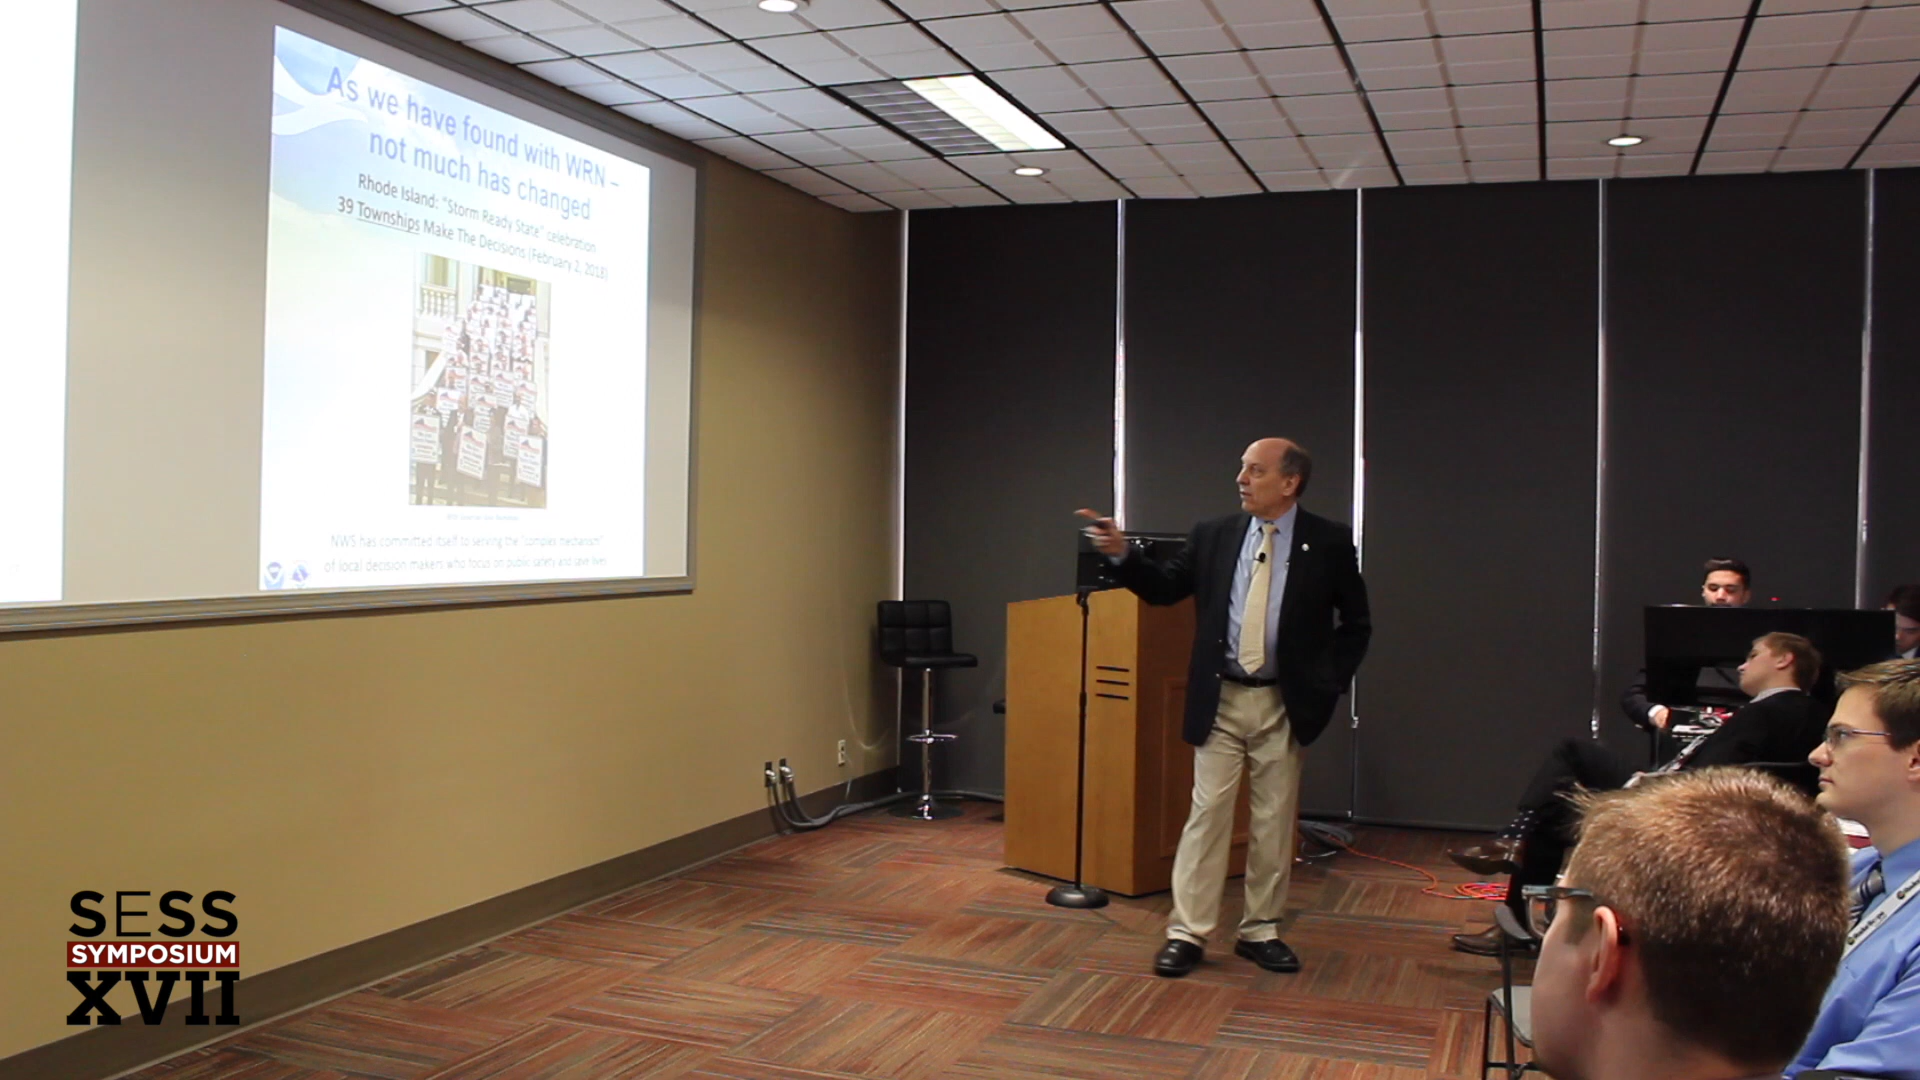 As we have found with WRN –
not much has changed
Rhode Island: "Storm Ready State" celebration
39 Townships Make The Decisions (February 2, 2018)
NWS has committed itself to serving the "complex mechanism"
of local decision makers who focus on public safety and save lives
SESS
SYMPOSIUM
XVII